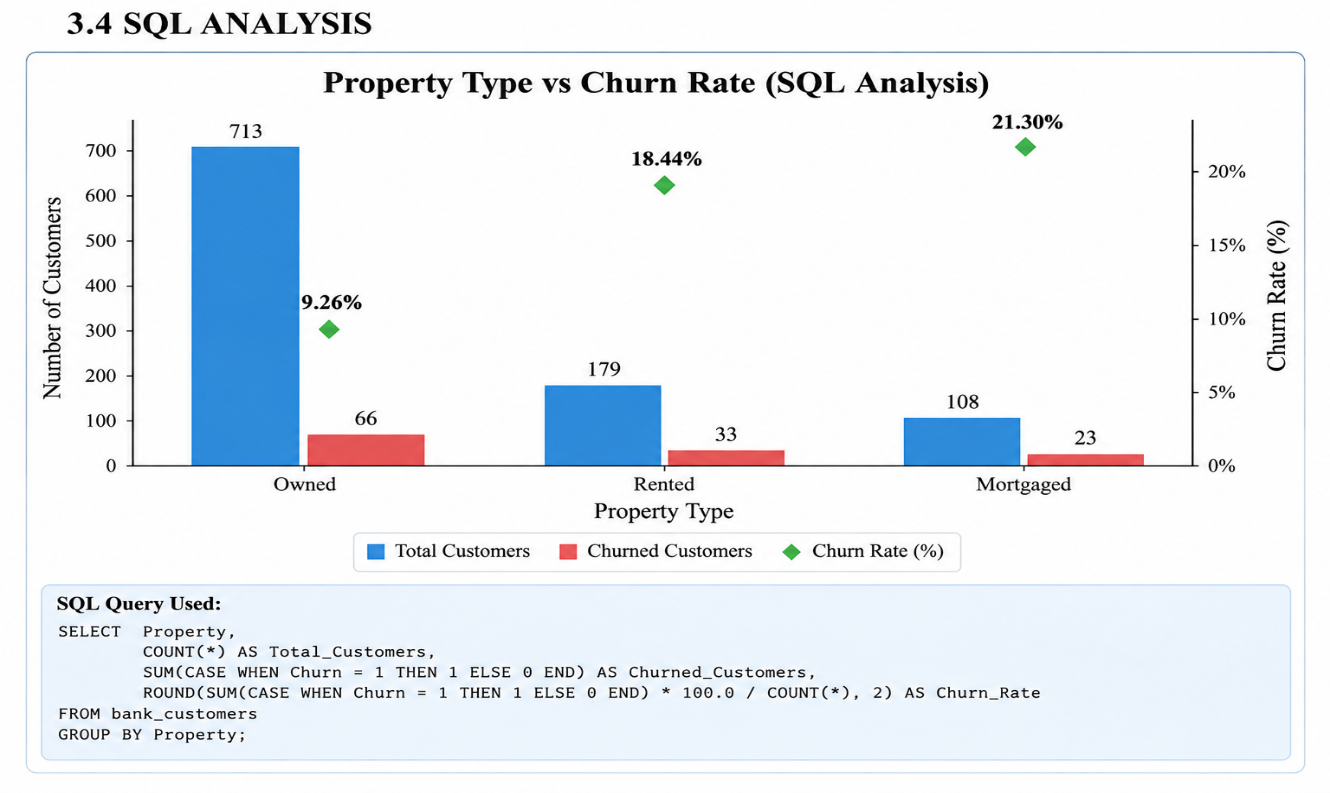 3.4 SQL ANALYSIS
Property Type vs Churn Rate (SQL Analysis)
Number of Customers
700
600
500
400
300
200
100
0
713
66
9.26%
179
33
18.44%
108
23
21.30%
20%
15%
10%
5%
0%
Churn Rate (%)
Owned
Rented
Mortgaged
Property Type
Total Customers
Churned Customers
Churn Rate (%)
SQL Query Used:
SELECT  Property,
        COUNT(*) AS Total_Customers,
        SUM(CASE WHEN Churn = 1 THEN 1 ELSE 0 END) AS Churned_Customers,
        ROUND(SUM(CASE WHEN Churn = 1 THEN 1 ELSE 0 END) * 100.0 / COUNT(*), 2) AS Churn_Rate
FROM bank_customers
GROUP BY Property;